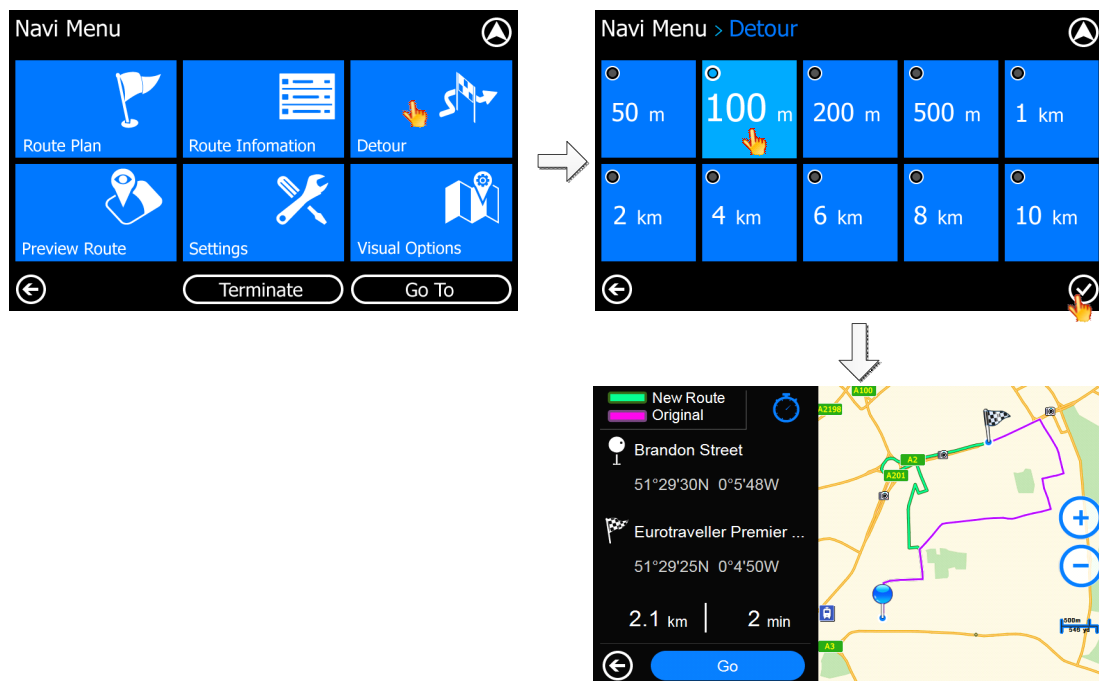 Navi Menu
Route Plan
Route Infomation
Detour
Preview Route
Settings
Visual Options
Terminate
Go To
Navi Menu > Detour
50 m
100 m
200 m
500 m
1 km
2 km
4 km
6 km
8 km
10 km
New Route
Original
Brandon Street
51°29'30N 0°5'48W
Eurotraveller Premier ...
51°29'25N 0°4'50W
2.1 km
2 min
Go
A100
A2198
A2
A201
500m
546 yd
A3